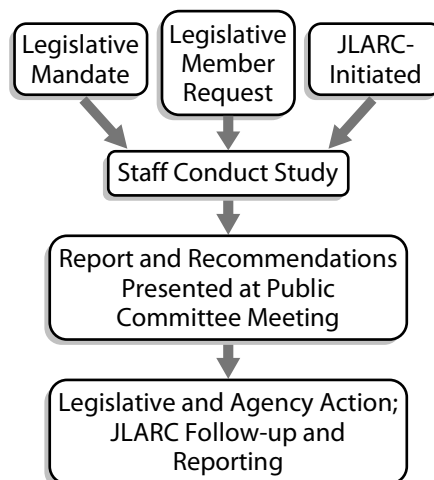 Legislative
Mandate
Legislative
Member
Request
JLARC-
Initiated
Staff Conduct Study
Report and Recommendations
Presented at Public
Committee Meeting
Legislative and Agency Action;
JLARC Follow-up and
Reporting